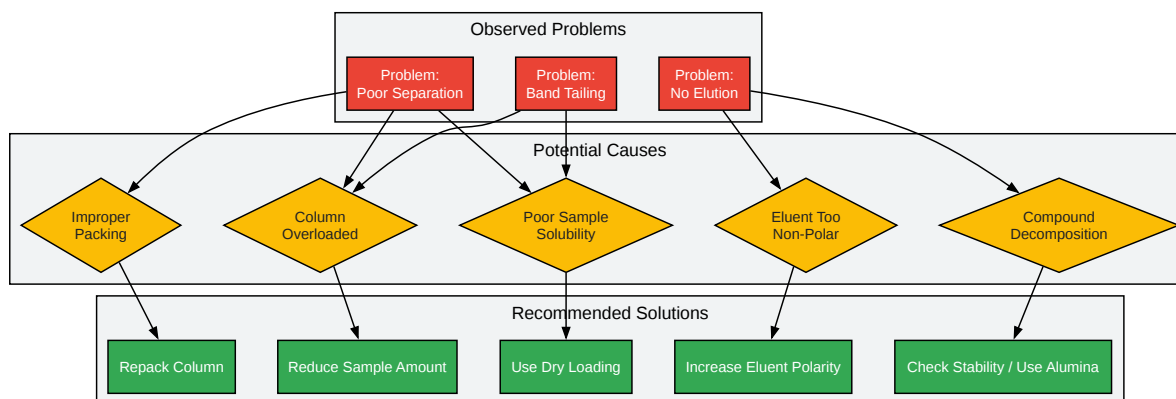 Observed Problems
Problem:
Poor Separation
Problem:
Band Tailing
Problem:
No Elution
Potential Causes
Improper
Packing
Column
Overloaded
Poor Sample
Solubility
Eluent Too
Non-Polar
Compound
Decomposition
Recommended Solutions
Repack Column
Reduce Sample Amount
Use Dry Loading
Increase Eluent Polarity
Check Stability / Use Alumina